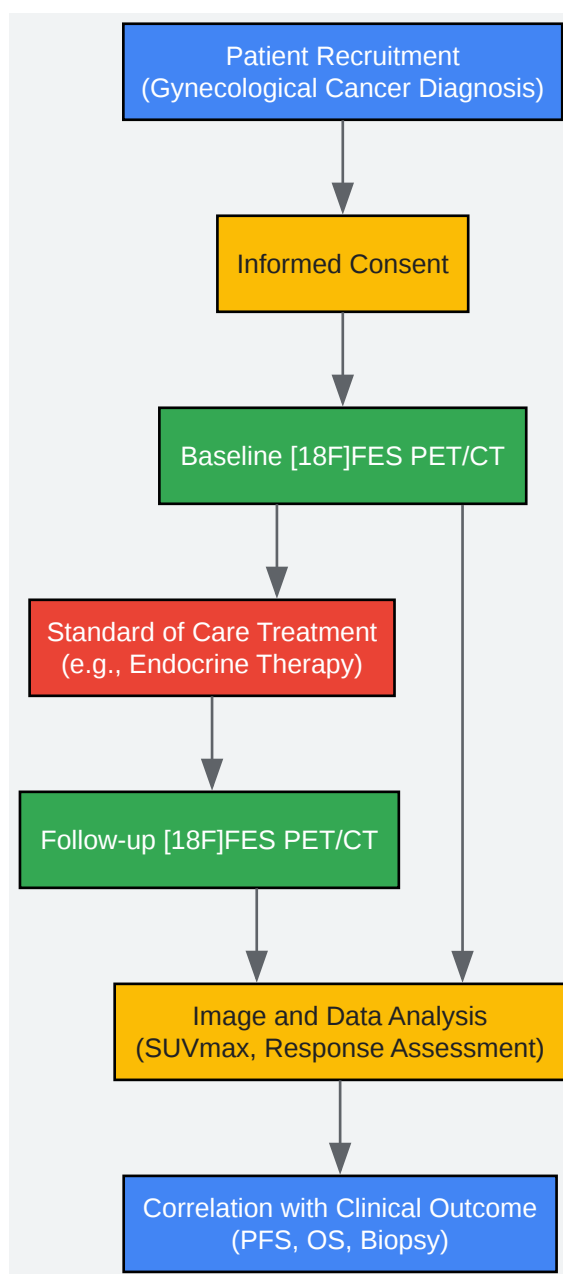 Patient Recruitment
(Gynecological Cancer Diagnosis)
Informed Consent
Baseline [18F]FES PET/CT
Standard of Care Treatment
(e.g., Endocrine Therapy)
Follow-up [18F]FES PET/CT
Image and Data Analysis
(SUVmax, Response Assessment)
Correlation with Clinical Outcome
(PFS, OS, Biopsy)